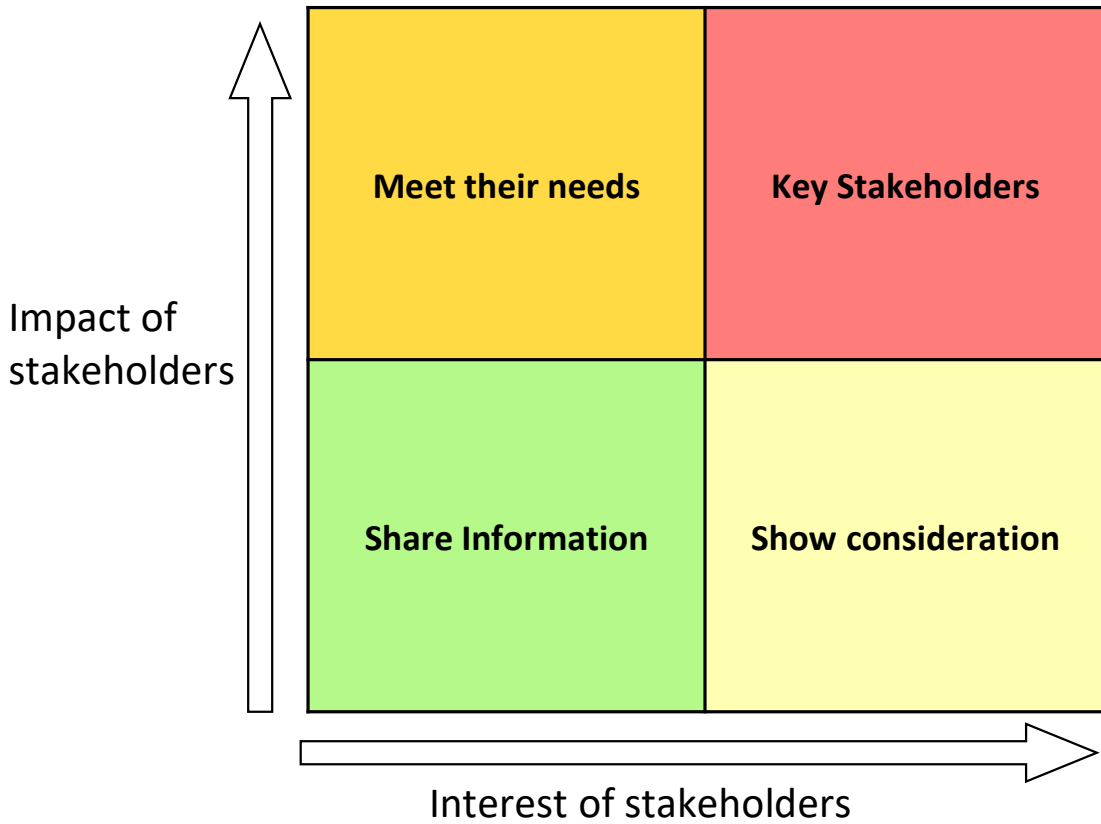 Meet their needs
Key Stakeholders
Impact of
stakeholders
Share Information
Show consideration
Interest of stakeholders